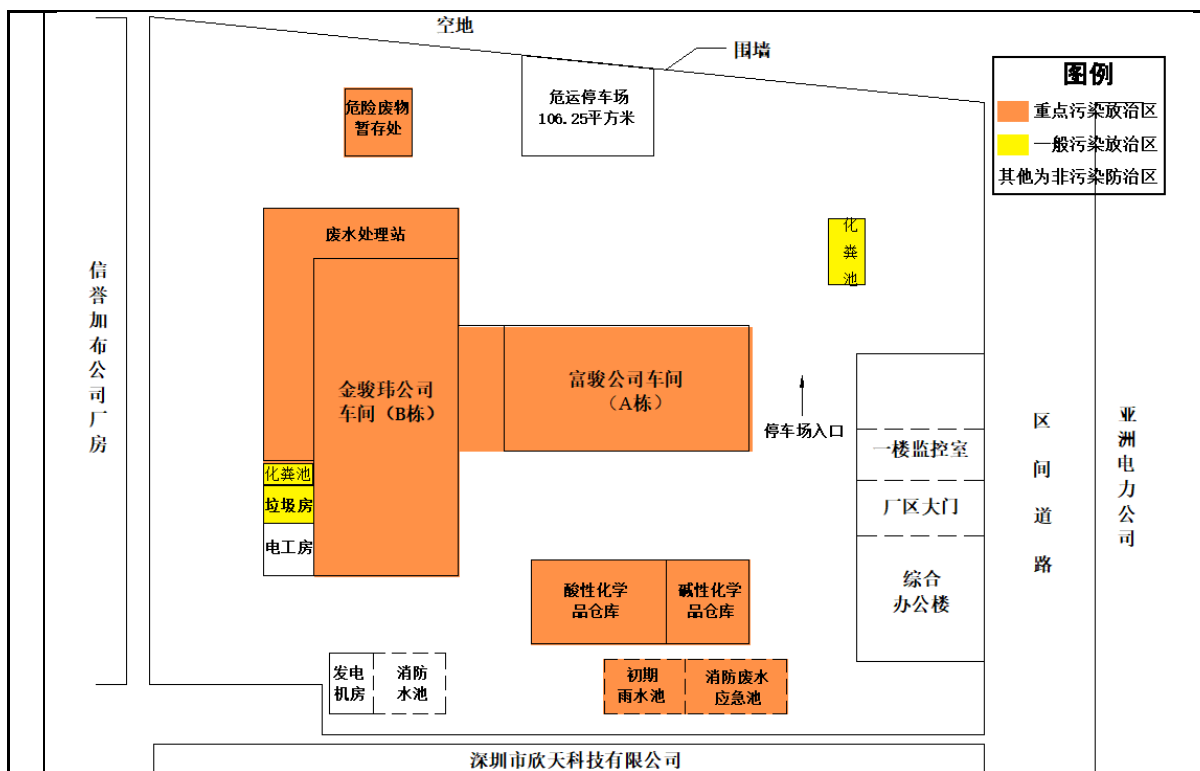 空地
围墙
图例
重点污染放治区
一般污染放治区
其他为非污染防治区
危险废物
暂存处
危运停车场
106.25平方米
废水处理站
化粪池
信誉加布公司厂房
金骏玮公司
车间（B栋）
富骏公司车间
（A栋）
停车场入口
一楼监控室
厂区大门
综合
办公楼
区间道路
亚洲电力公司
化粪池
垃圾房
电工房
酸性化学
品仓库
碱性化学
品仓库
发电
机房
消防
水池
初期
雨水池
消防废水
应急池
深圳市欣天科技有限公司